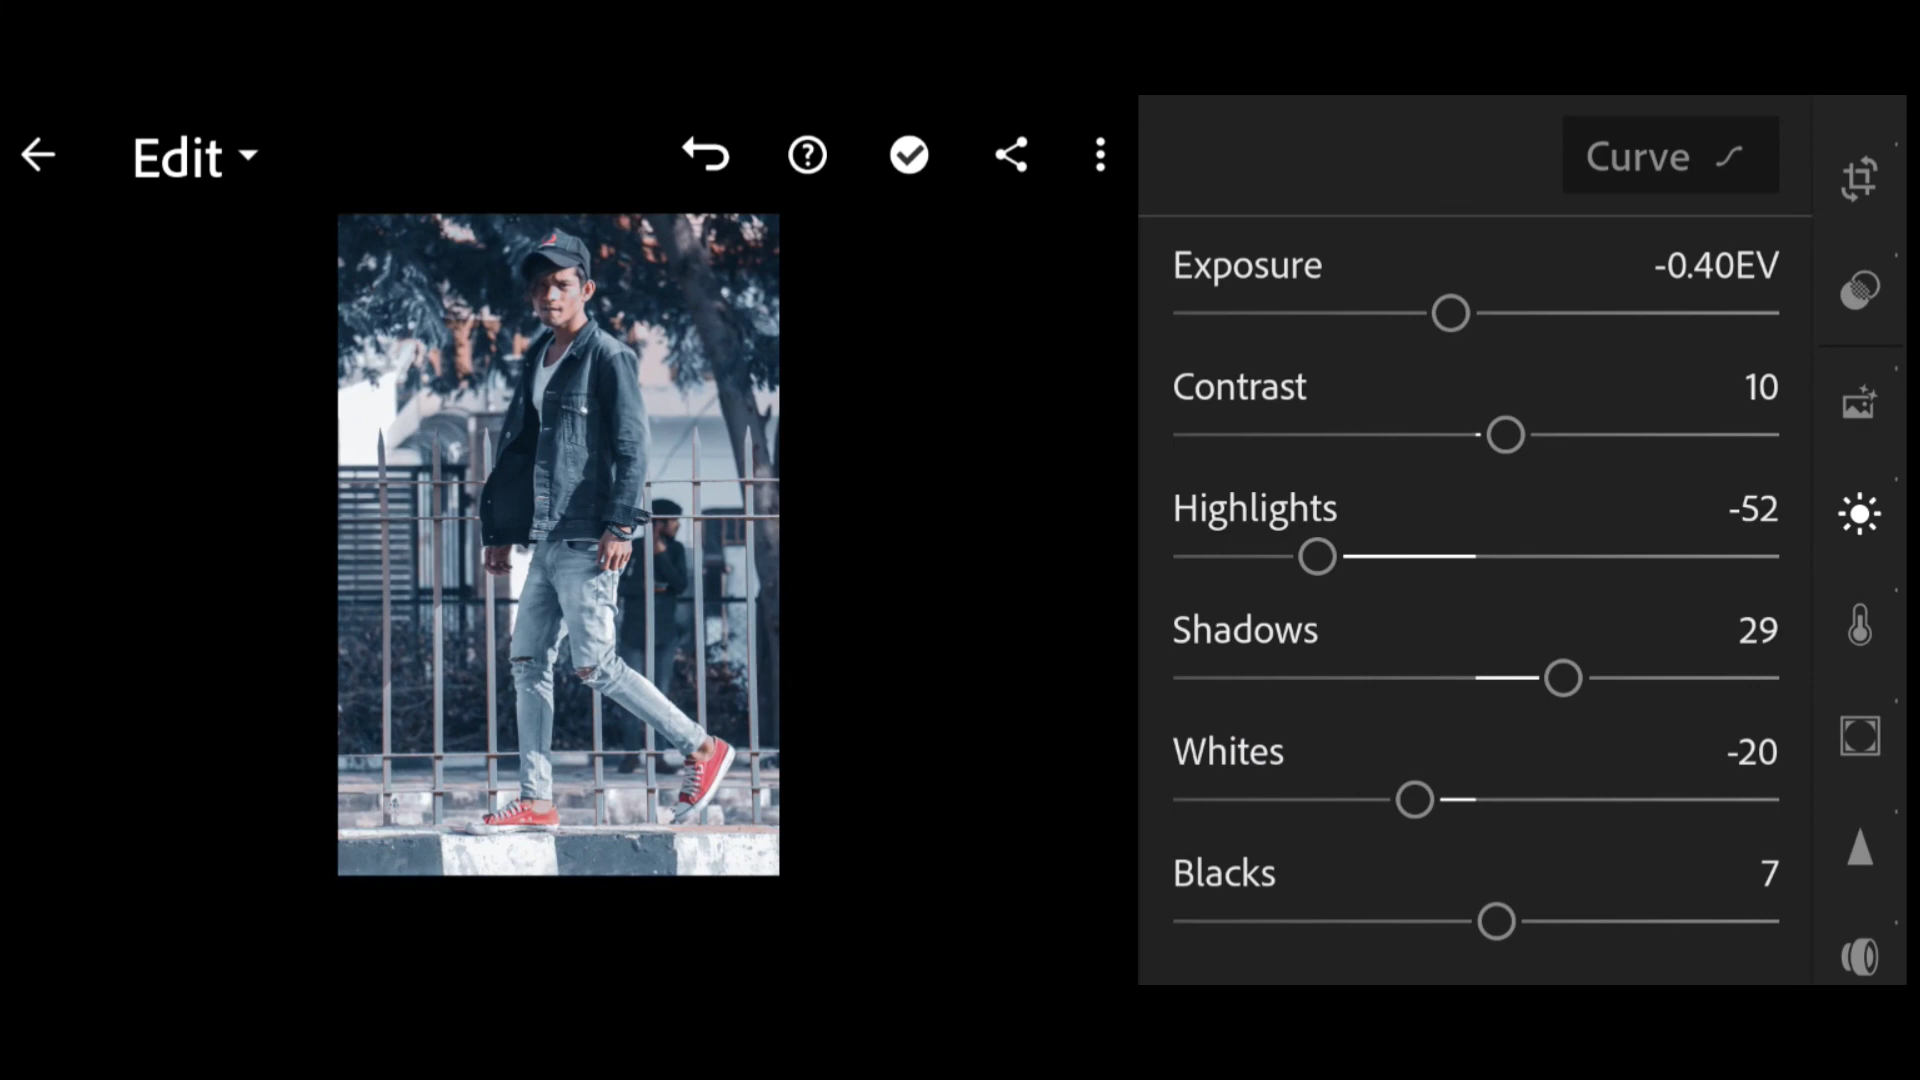 Edit
Curve
Exposure -0.40EV
Contrast 10
Highlights -52
Shadows 29
Whites -20
Blacks 7